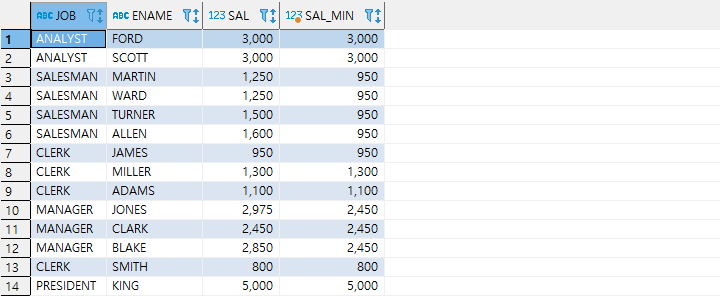 ABC JOB ABC ENAME 123 SAL 123 SAL_MIN
1 ANALYST FORD 3,000 3,000
2 ANALYST SCOTT 3,000 3,000
3 SALESMAN MARTIN 1,250 950
4 SALESMAN WARD 1,250 950
5 SALESMAN TURNER 1,500 950
6 SALESMAN ALLEN 1,600 950
7 CLERK JAMES 950 950
8 CLERK MILLER 1,300 1,300
9 CLERK ADAMS 1,100 1,100
10 MANAGER JONES 2,975 2,450
11 MANAGER CLARK 2,450 2,450
12 MANAGER BLAKE 2,850 2,450
13 CLERK SMITH 800 800
14 PRESIDENT KING 5,000 5,000